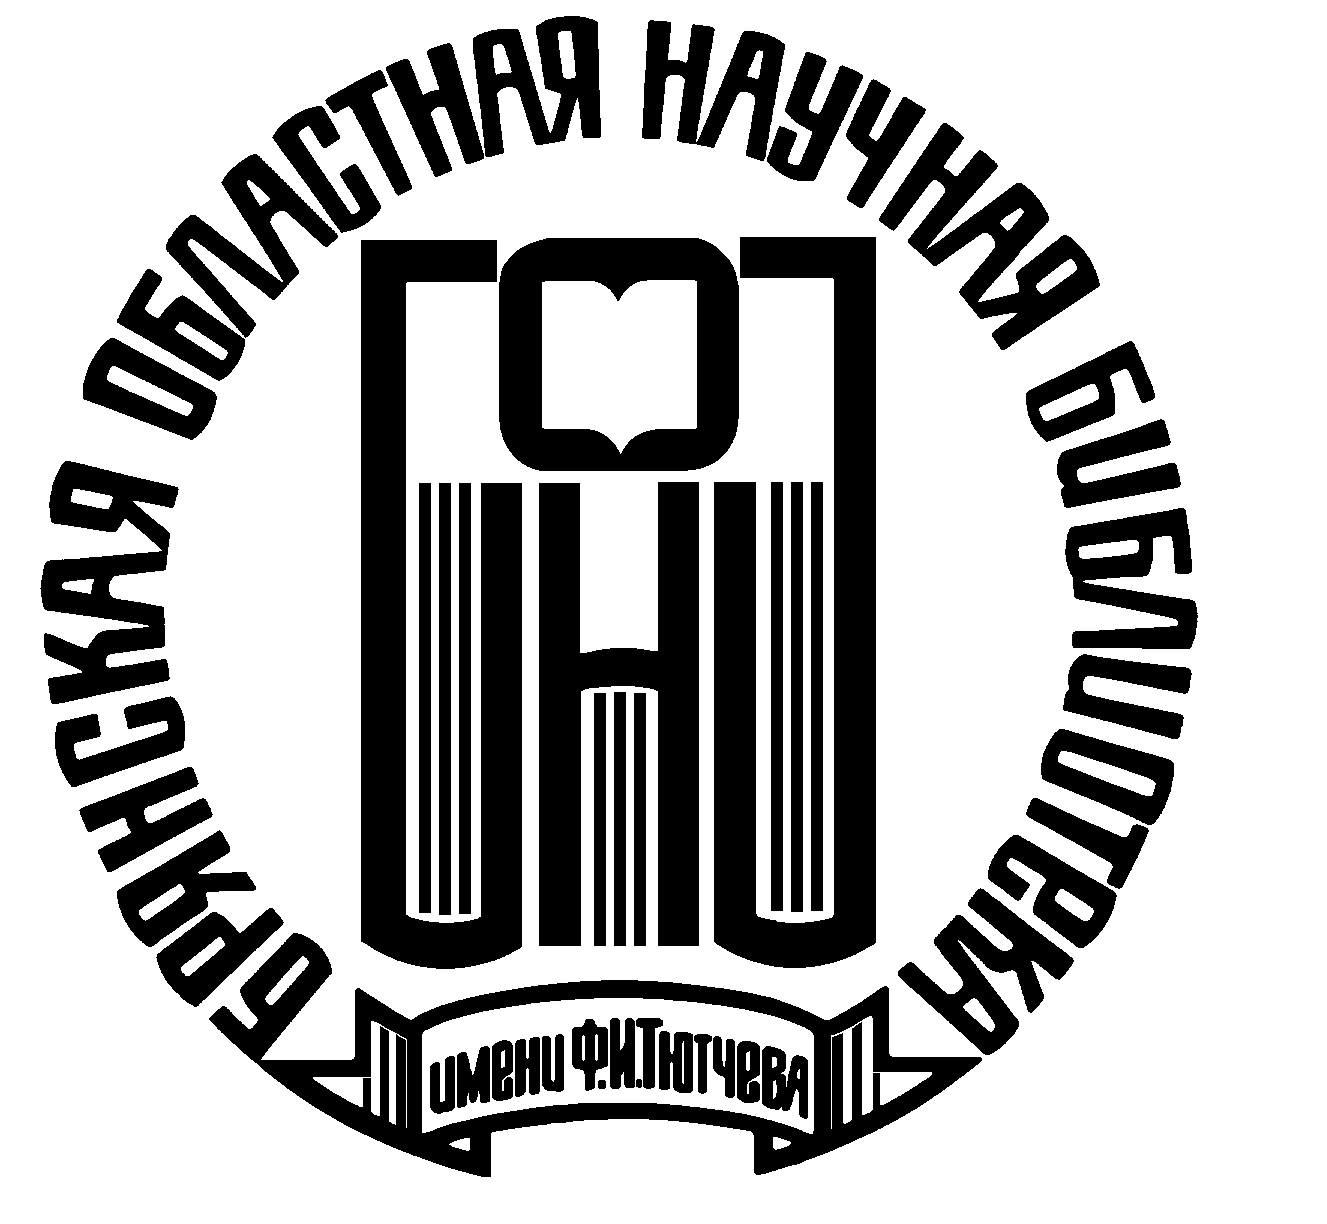 БРЯНСКАЯ ОБЛАСТНАЯ НАУЧНАЯ БИБЛИОТЕКА
ИМЕНИ Ф.И.ТЮТЧЕВА